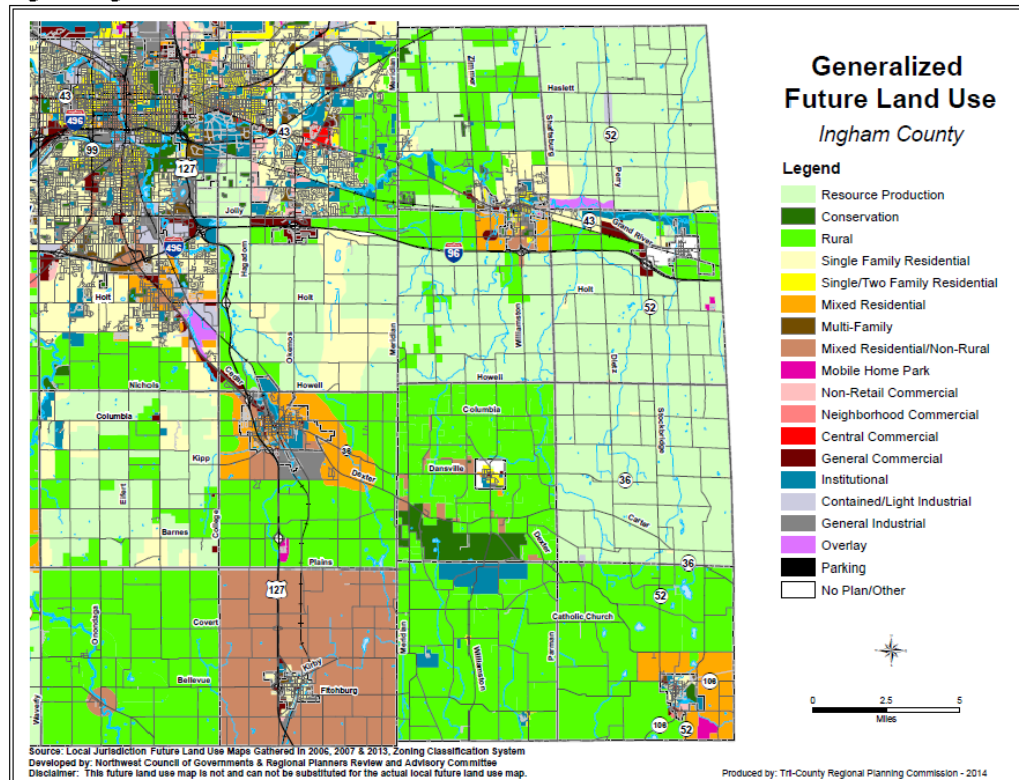 Generalized
Future Land Use
Ingham County
Legend
Resource Production
Conservation
Rural
Single Family Residential
Single/Two Family Residential
Mixed Residential
Multi-Family
Mixed Residential/Non-Rural
Mobile Home Park
Non-Retail Commercial
Neighborhood Commercial
Central Commercial
General Commercial
Institutional
Contained/Light Industrial
General Industrial
Overlay
Parking
No Plan/Other
0 2.5 5
Miles
Meridian
Zimmer
Haslett
Shaftsburg
43
496
99
127
43
52
Perry
Jolly
Hagadorn
496
96
43
Grand River
Holt
Okemos
Holt
Meridian
Williamston
Holt
52
Dietz
Nichols
Cedar
Howell
Howell
Columbia
Columbia
Stockbridge
Kipp
36
Dexter
Dansville
36
Eifert
Barnes
College
Carter
Dexter
Plains
36
127
52
Onondaga
Covert
Meridian
Catholic Church
Williamston
Parman
Kirby
Bellevue
Fitchburg
106
Waverly
106
52
Source: Local Jurisdiction Future Land Use Maps Gathered in 2006, 2007 & 2013, Zoning Classification System
Developed by: Northwest Council of Governments & Regional Planners Review and Advisory Committee
Disclaimer: This future land use map is not and can not be substituted for the actual local future land use map.
Produced by: Tri-County Regional Planning Commission - 2014